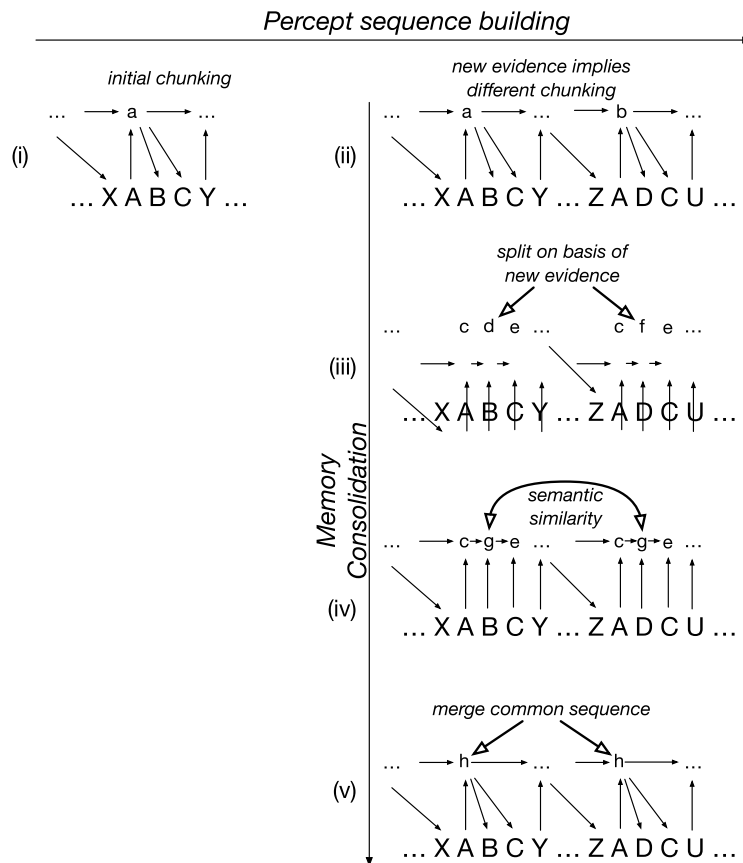 Percept sequence building
initial chunking
new evidence implies
different chunking
... a ...
(i)
... X A B C Y ...
... a ... b ...
(ii)
... X A B C Y ... Z A D C U ...
split on basis of
new evidence
... c d e ... c f e ...
(iii)
... X A B C Y ... Z A D C U ...
Memory
Consolidation
semantic
similarity
... c g e ... c g e ...
(iv)
... X A B C Y ... Z A D C U ...
merge common sequence
... h ... h ...
(v)
... X A B C Y ... Z A D C U ...